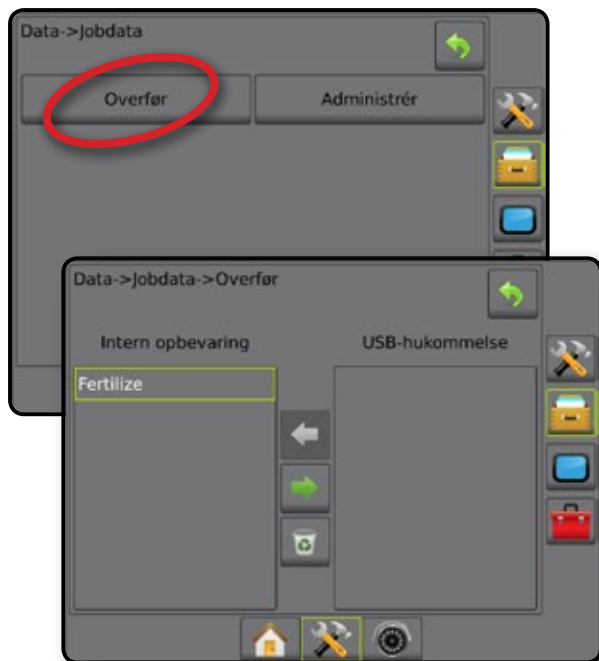 Data->Jobdata
Overfør
Administrér
Data->Jobdata->Overfør
Intern opbevaring
USB-hukommelse
Fertilize